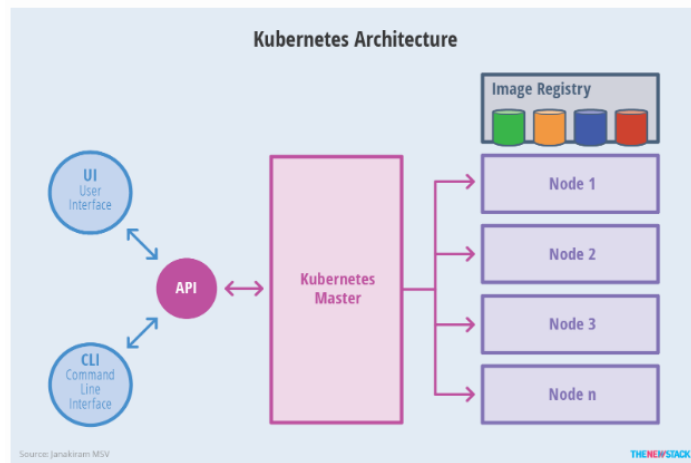 Kubernetes Architecture
Image Registry
UI
User
Interface
API
CLI
Command
Line
Interface
Kubernetes
Master
Node 1
Node 2
Node 3
Node n
Source: Janakiram MSV
THENEWSTACK